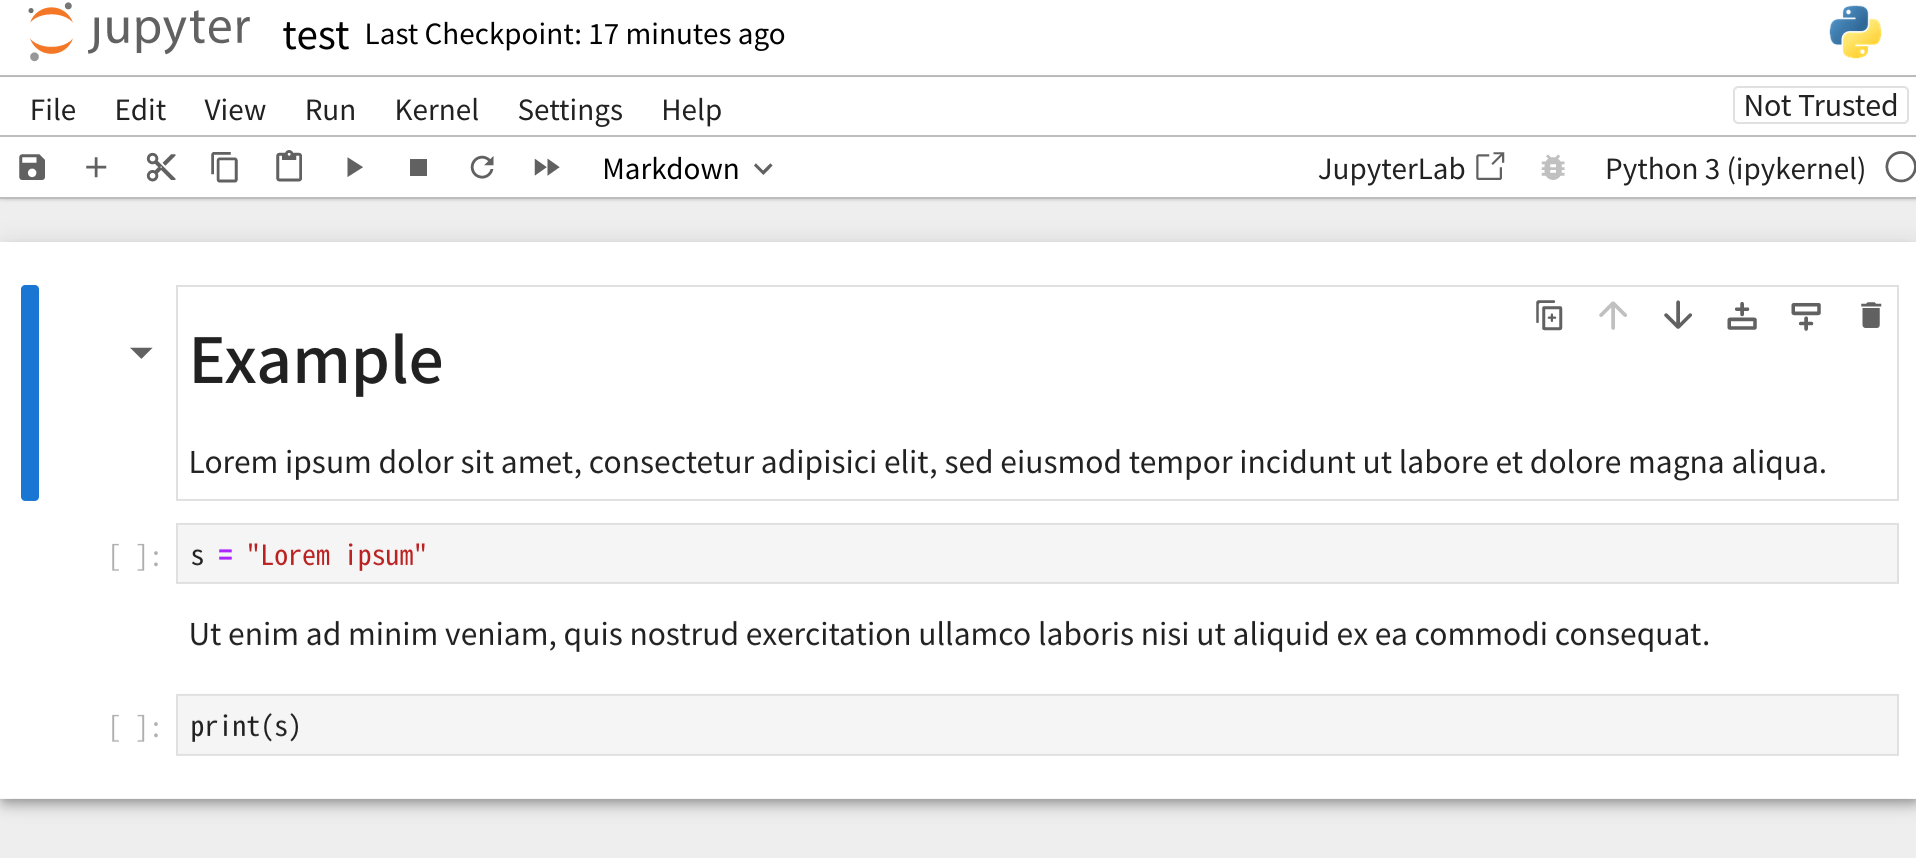 jupyter test Last Checkpoint: 17 minutes ago
File Edit View Run Kernel Settings Help Not Trusted
Markdown JupyterLab Python 3 (ipykernel)
Example
Lorem ipsum dolor sit amet, consectetur adipisici elit, sed eiusmod tempor incidunt ut labore et dolore magna aliqua.
[ ]: s = "Lorem ipsum"
Ut enim ad minim veniam, quis nostrud exercitation ullamco laboris nisi ut aliquid ex ea commodi consequat.
[ ]: print(s)